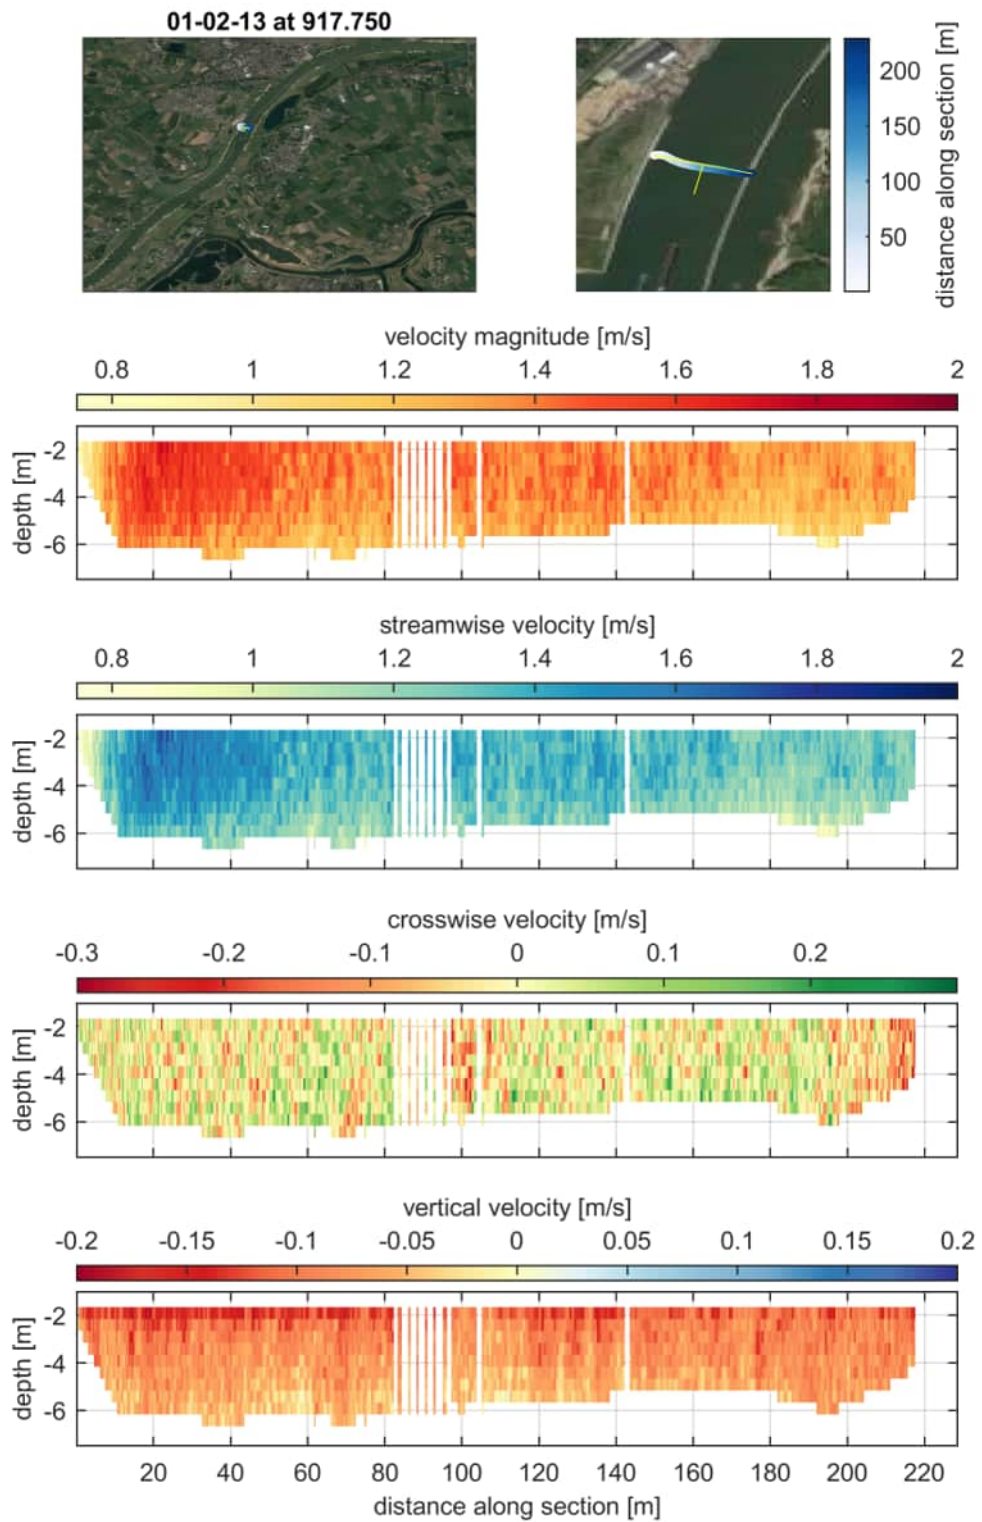 01-02-13 at 917.750
200
150
100
50
distance along section [m]
velocity magnitude [m/s]
0.8 1 1.2 1.4 1.6 1.8 2
-2
-4
-6
depth [m]
streamwise velocity [m/s]
0.8 1 1.2 1.4 1.6 1.8 2
-2
-4
-6
depth [m]
crosswise velocity [m/s]
-0.3 -0.2 -0.1 0 0.1 0.2
-2
-4
-6
depth [m]
vertical velocity [m/s]
-0.2 -0.15 -0.1 -0.05 0 0.05 0.1 0.15 0.2
-2
-4
-6
depth [m]
20 40 60 80 100 120 140 160 180 200 220
distance along section [m]